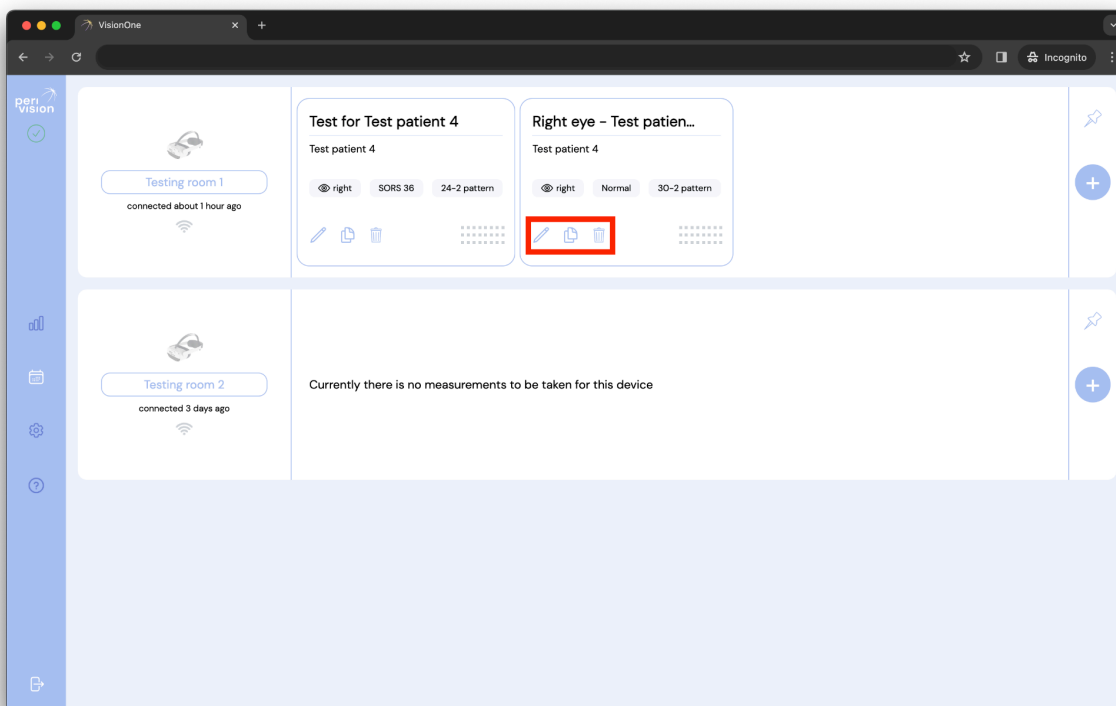 VisionOne
Incognito
peri
vision
Testing room 1
connected about 1 hour ago
Test for Test patient 4
Test patient 4
right
SORS 36
24-2 pattern
Right eye - Test patien...
Test patient 4
right
Normal
30-2 pattern
Testing room 2
connected 3 days ago
Currently there is no measurements to be taken for this device